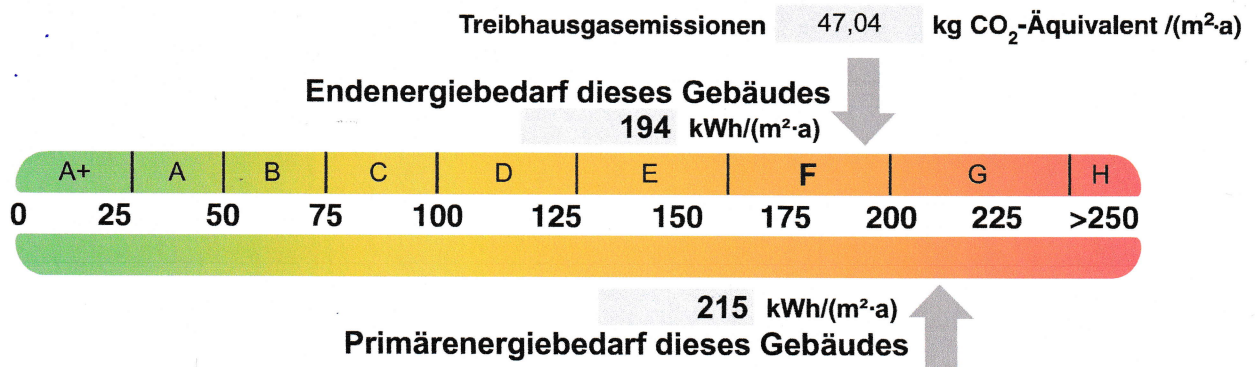 Treibhausgasemissionen 47,04 kg CO₂-Äquivalent /(m²·a)
Endenergiebedarf dieses Gebäudes
194 kWh/(m²·a)
A+ A B C D E F G H
0 25 50 75 100 125 150 175 200 225 >250
215 kWh/(m²·a)
Primärenergiebedarf dieses Gebäudes